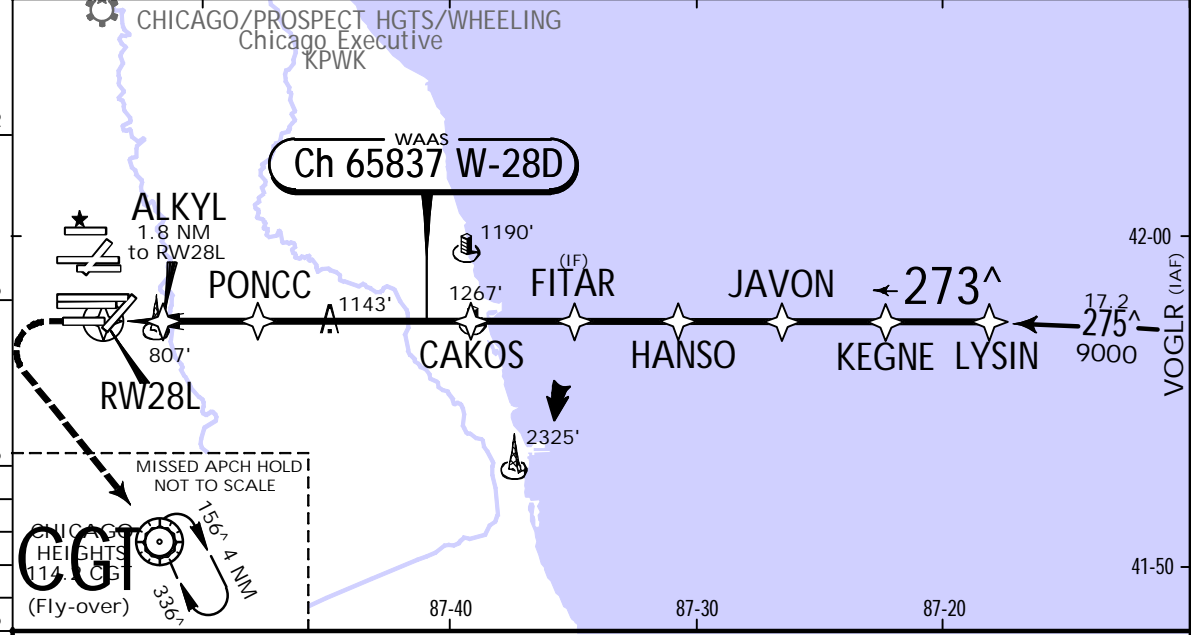 CHICAGO/PROSPECT HGTS/WHEELING
Chicago Executive
KPWK
WAAS
Ch 65837 W-28D
ALKYL
1.8 NM
to RW28L
1190'
42-00
PONCC
1143'
1267'
(IF)
FITAR
JAVON
273^
17.2
275^
9000
VOGLR (IAF)
807'
CAKOS
HANSO
KEGNE
LYSIN
RW28L
2325'
MISSED APCH HOLD
NOT TO SCALE
CHICAGO
HEIGHTS
CGT
(Fly-over)
156^ 4 NM
336^
41-50
87-40
87-30
87-20